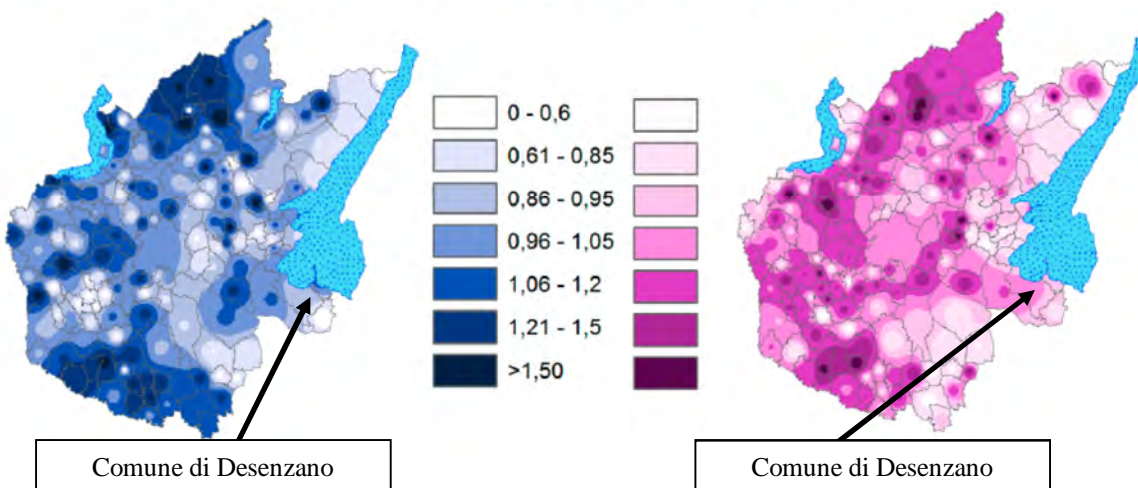 0 - 0,6
0,61 - 0,85
0,86 - 0,95
0,96 - 1,05
1,06 - 1,2
1,21 - 1,5
>1,50
Comune di Desenzano
Comune di Desenzano